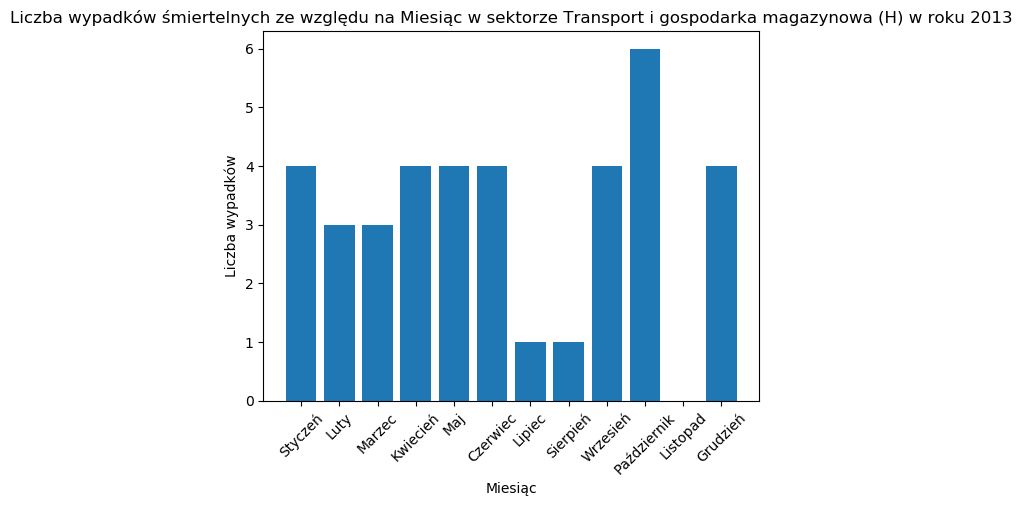 Liczba wypadków śmiertelnych ze względu na Miesiąc w sektorze Transport i gospodarka magazynowa (H) w roku 2013
6
5
4
3
2
1
0
Liczba wypadków
Styczeń
Luty
Marzec
Kwiecień
Maj
Czerwiec
Lipiec
Sierpień
Wrzesień
Październik
Listopad
Grudzień
Miesiąc